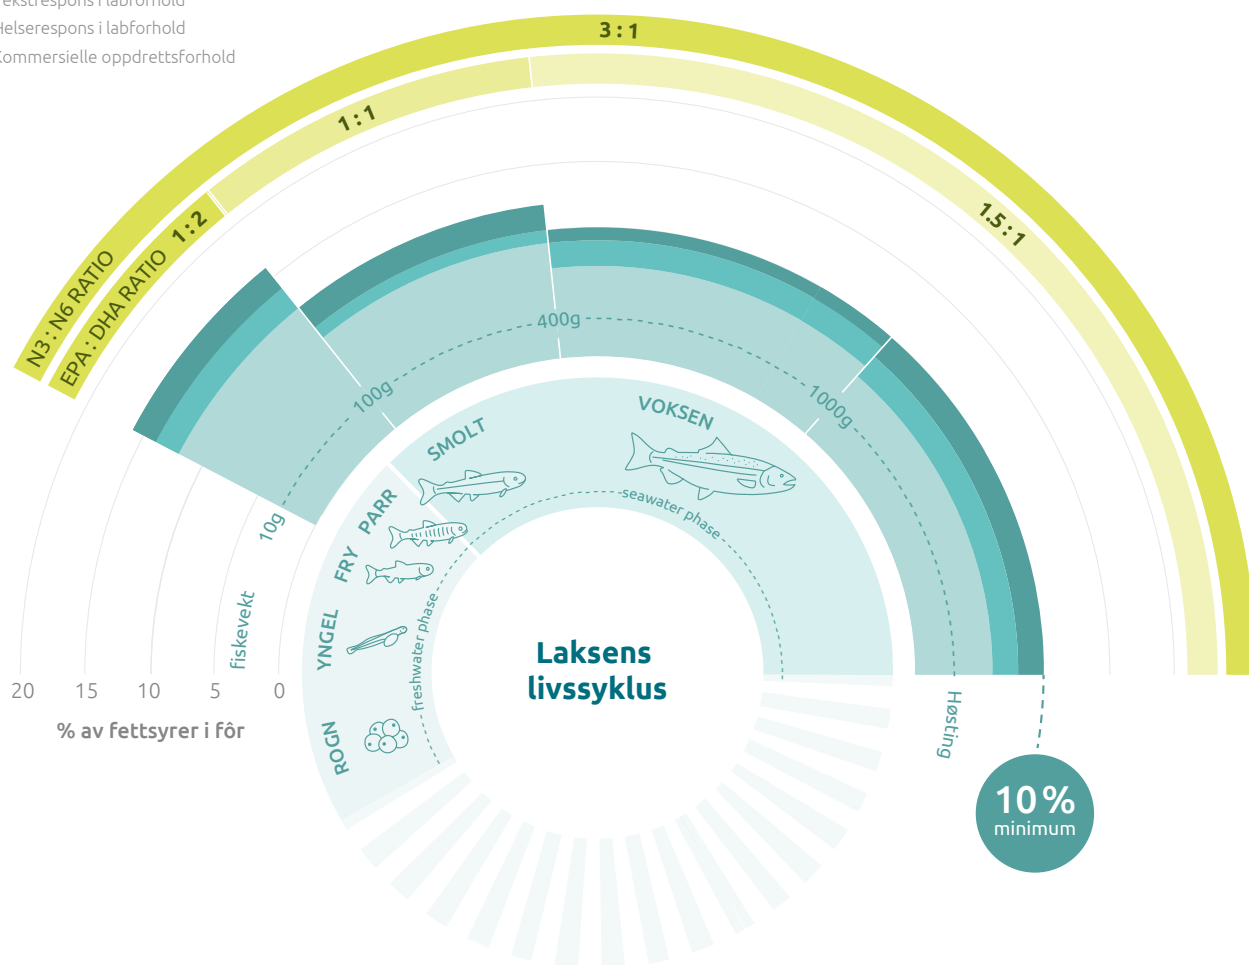 Helserespons i labforhold
Kommersielle oppdrettsforhold
3 : 1
1 : 1
1.5 : 1
1 : 2
N3 : N6 RATIO
EPA : DHA RATIO
400g
100g
1000g
10g
VOKSEN
SMOLT
PARR
FRY
YNGEL
ROGN
seawater phase
freshwater phase
fiskevekt
Laksens
livssyklus
20 15 10 5 0
% av fettsyrer i fôr
Høsting
10 %
minimum